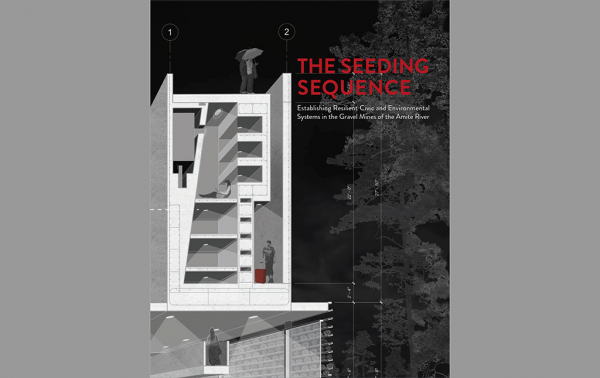 1
2
THE SEEDING
SEQUENCE
Establishing Resilient Civic and Environmental
Systems in the Gravel Mines of the Amite River